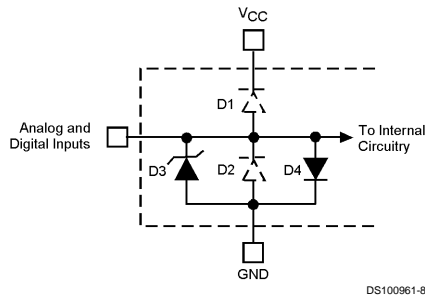 VCC
D1
Analog and
Digital Inputs
To Internal
Circuitry
D3
D2
D4
GND
DS100961-8